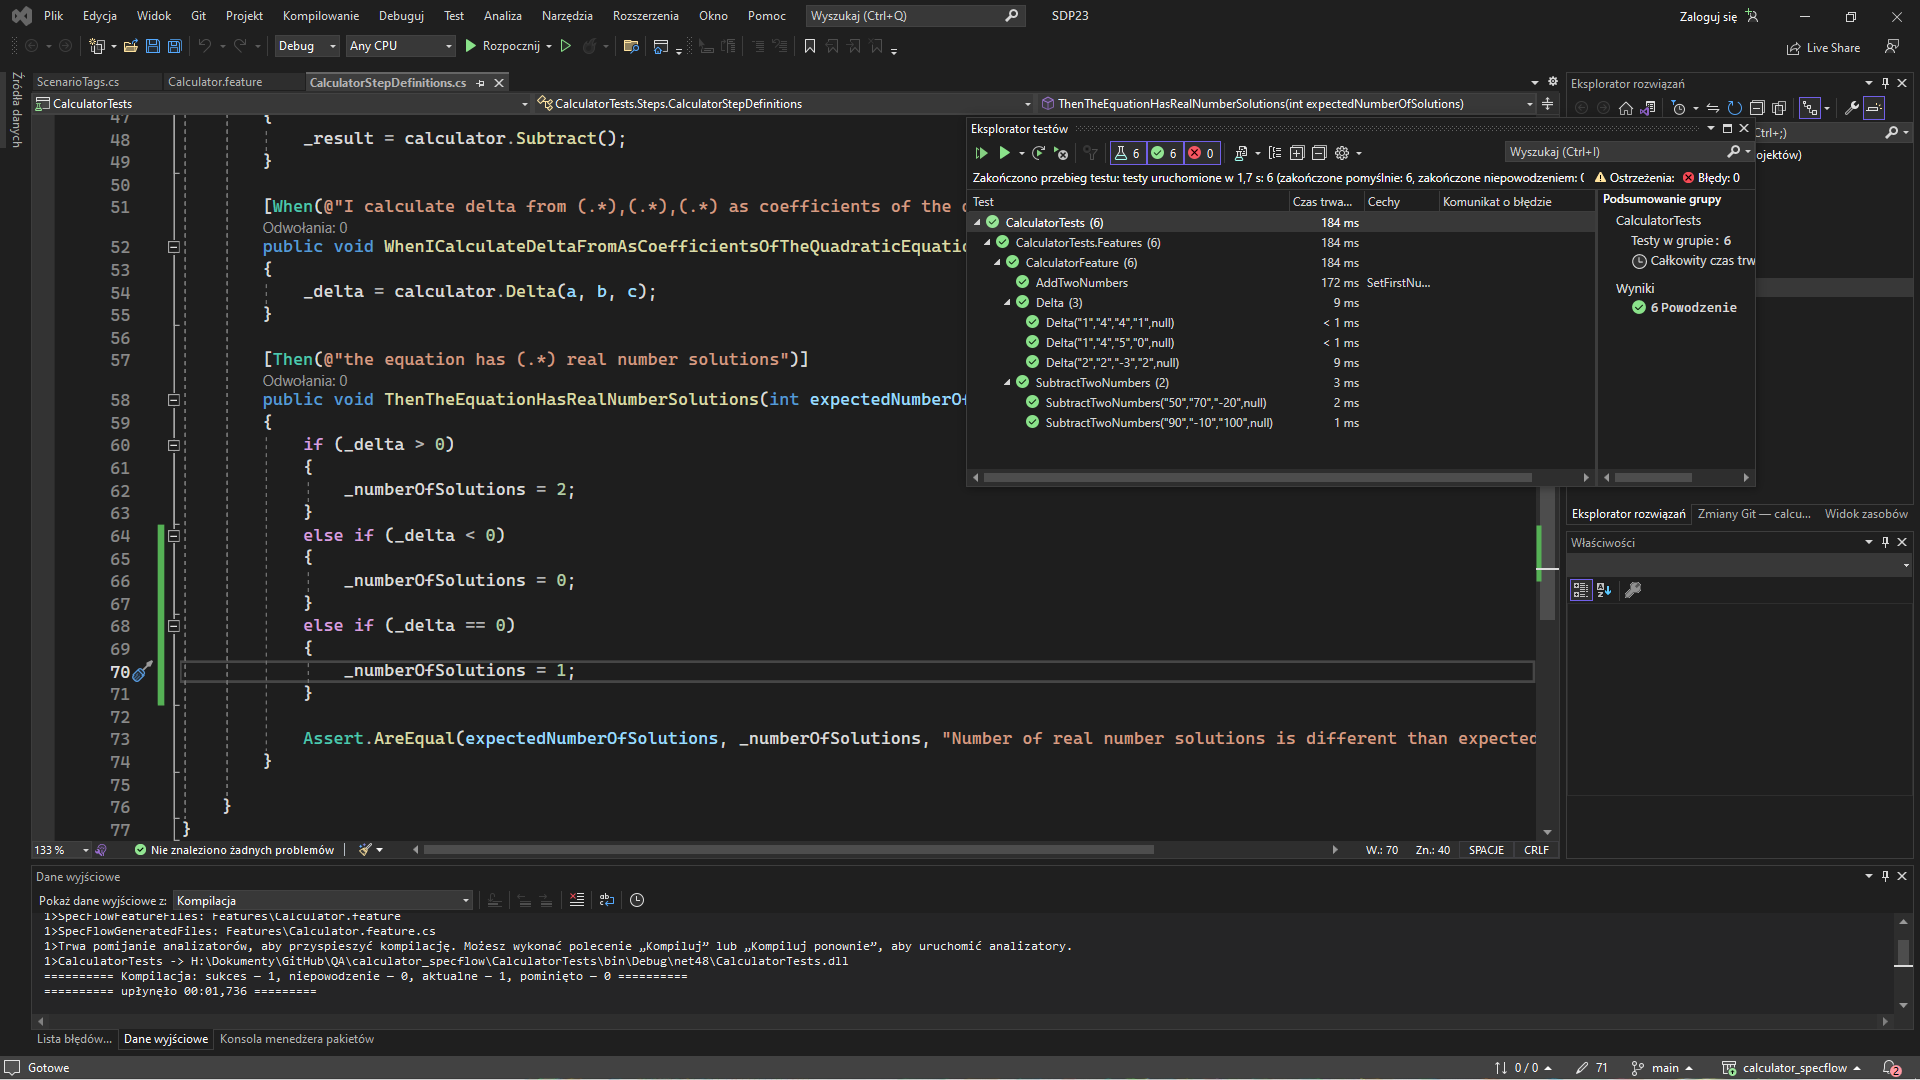 Plik Edycja Widok Git Projekt Kompilowanie Debuguj Test Analiza Narzędzia Rozszerzenia Okno Pomoc Wyszukaj (Ctrl+Q) SDP23 Zaloguj się
Debug Any CPU Rozpocznij Live Share
Źródła danych
ScenarioTags.cs Calculator.feature CalculatorStepDefinitions.cs
CalculatorTests CalculatorTests.Steps.CalculatorStepDefinitions ThenTheEquationHasRealNumberSolutions(int expectedNumberOfSolutions)
47 {
48 _result = calculator.Subtract();
49 }
50
51 [When(@"I calculate delta from (.*),(.*),(.*) as coefficients of the
Odwołania: 0
52 public void WhenICalculateDeltaFromAsCoefficientsOfTheQuadraticEquatio
53 {
54 _delta = calculator.Delta(a, b, c);
55 }
56
57 [Then(@"the equation has (.*) real number solutions")]
Odwołania: 0
58 public void ThenTheEquationHasRealNumberSolutions(int expectedNumberOf
59 {
60 if (_delta > 0)
61 {
62 _numberOfSolutions = 2;
63 }
64 else if (_delta < 0)
65 {
66 _numberOfSolutions = 0;
67 }
68 else if (_delta == 0)
69 {
70 _numberOfSolutions = 1;
71 }
72
73 Assert.AreEqual(expectedNumberOfSolutions, _numberOfSolutions, "Number of real number solutions is different than expected
74 }
75
76 }
77 }
133 % Nie znaleziono żadnych problemów W.: 70 Zn.: 40 SPACJE CRLF
Eksplorator testów
6 6 0 Wyszukaj (Ctrl+I)
Zakończono przebieg testu: testy uruchomione w 1,7 s: 6 (zakończone pomyślnie: 6, zakończone niepowodzeniem: ( Ostrzeżenia: 0 Błędy: 0
Test Czas trwa... Cechy Komunikat o błędzie
CalculatorTests (6) 184 ms
CalculatorTests.Features (6) 184 ms
CalculatorFeature (6) 184 ms
AddTwoNumbers 172 ms SetFirstNu...
Delta (3) 9 ms
Delta("1","4","4","1",null) < 1 ms
Delta("1","4","5","0",null) < 1 ms
Delta("2","2","-3","2",null) 9 ms
SubtractTwoNumbers (2) 3 ms
SubtractTwoNumbers("50","70","-20",null) 2 ms
SubtractTwoNumbers("90","-10","100",null) 1 ms
Podsumowanie grupy
CalculatorTests
Testy w grupie: 6
Całkowity czas trw
Wyniki
6 Powodzenie
Eksplorator rozwiązań
Ctrl+;)
ojektów)
Eksplorator rozwiązań Zmiany Git — calcu... Widok zasobów
Właściwości
Dane wyjściowe
Pokaż dane wyjściowe z: Kompilacja
1>SpecFlowFeatureFiles: Features\Calculator.feature
1>SpecFlowGeneratedFiles: Features\Calculator.feature.cs
1>Trwa pomijanie analizatorów, aby przyspieszyć kompilację. Możesz wykonać polecenie „Kompiluj” lub „Kompiluj ponownie”, aby uruchomić analizatory.
1>CalculatorTests -> H:\Dokumenty\GitHub\QA\calculator_specflow\CalculatorTests\bin\Debug\net48\CalculatorTests.dll
========== Kompilacja: sukces — 1, niepowodzenie — 0, aktualne — 1, pominięto — 0 ==========
========== upłynęło 00:01,736 =========
Lista błędów... Dane wyjściowe Konsola menedżera pakietów
Gotowe 0 / 0 71 main calculator_specflow 2